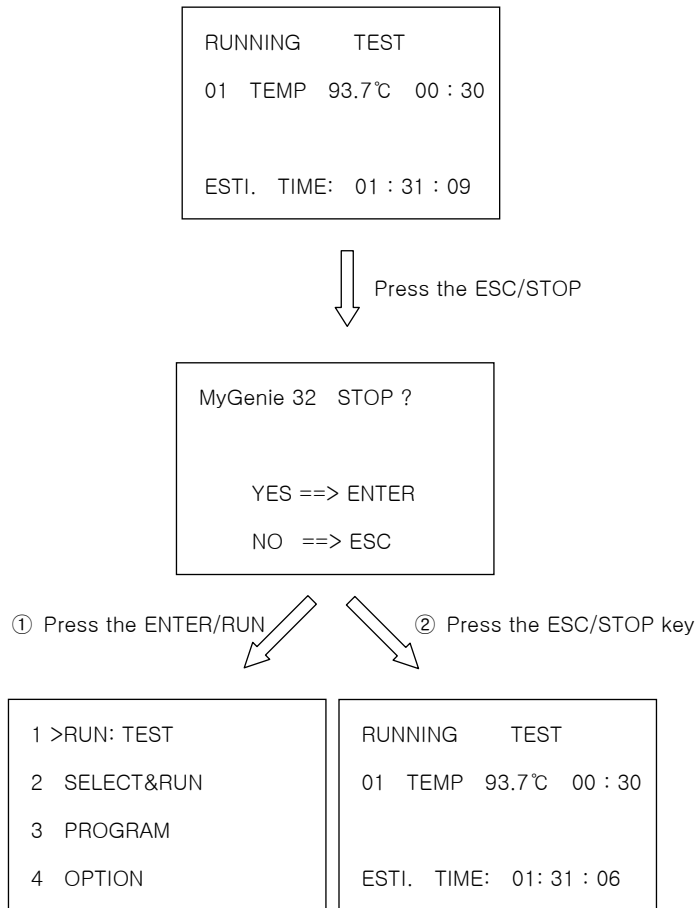 RUNNING TEST
01 TEMP 93.7℃ 00 : 30
ESTI. TIME: 01 : 31 : 09
Press the ESC/STOP
MyGenie 32 STOP ?
YES ==> ENTER
NO ==> ESC
① Press the ENTER/RUN
② Press the ESC/STOP key
1 >RUN: TEST
2 SELECT&RUN
3 PROGRAM
4 OPTION
RUNNING TEST
01 TEMP 93.7℃ 00 : 30
ESTI. TIME: 01: 31 : 06